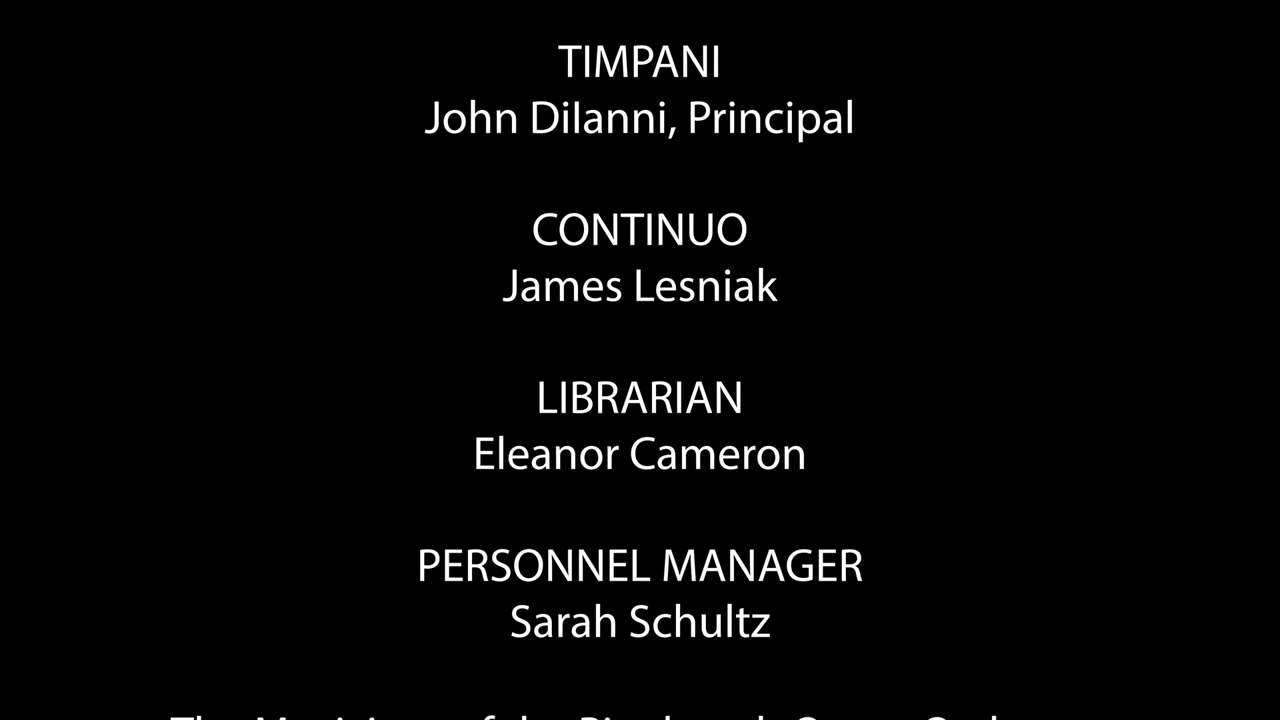 TIMPANI
John DiIanni, Principal
CONTINUO
James Lesniak
LIBRARIAN
Eleanor Cameron
PERSONNEL MANAGER
Sarah Schultz